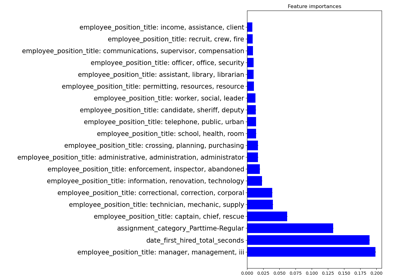 Feature importances
employee_position_title: income, assistance, client
employee_position_title: recruit, crew, fire
employee_position_title: communications, supervisor, compensation
employee_position_title: officer, office, security
employee_position_title: assistant, library, librarian
employee_position_title: permitting, resources, resource
employee_position_title: worker, social, leader
employee_position_title: candidate, sheriff, deputy
employee_position_title: telephone, public, urban
employee_position_title: school, health, room
employee_position_title: crossing, planning, purchasing
employee_position_title: administrative, administration, administrator
employee_position_title: enforcement, inspector, abandoned
employee_position_title: information, renovation, technology
employee_position_title: correctional, correction, corporal
employee_position_title: technician, mechanic, supply
employee_position_title: captain, chief, rescue
assignment_category_Parttime-Regular
date_first_hired_total_seconds
employee_position_title: manager, management, iii
0.000 0.025 0.050 0.075 0.100 0.125 0.150 0.175 0.200